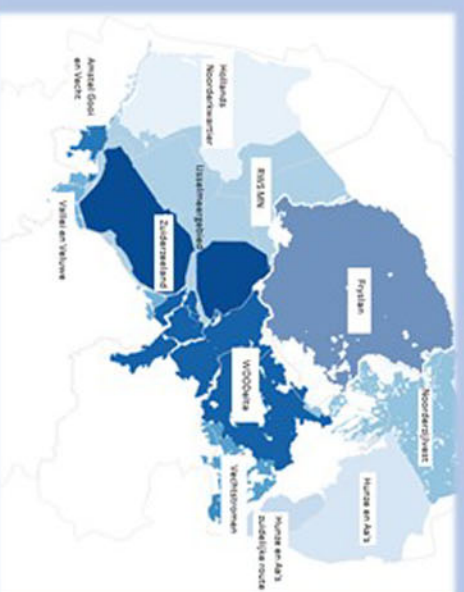 Hollands
Noorderkwartier
Amstel Gooi
en Vecht
RWS MN
IJsselmeergebied
Zuiderzeeland
Vallei en Veluwe
Fryslan
WDODelta
Noorderzijlvest
Vechtstromen
Hunze en Aa's
Hunze en Aa's
zuidelijke route